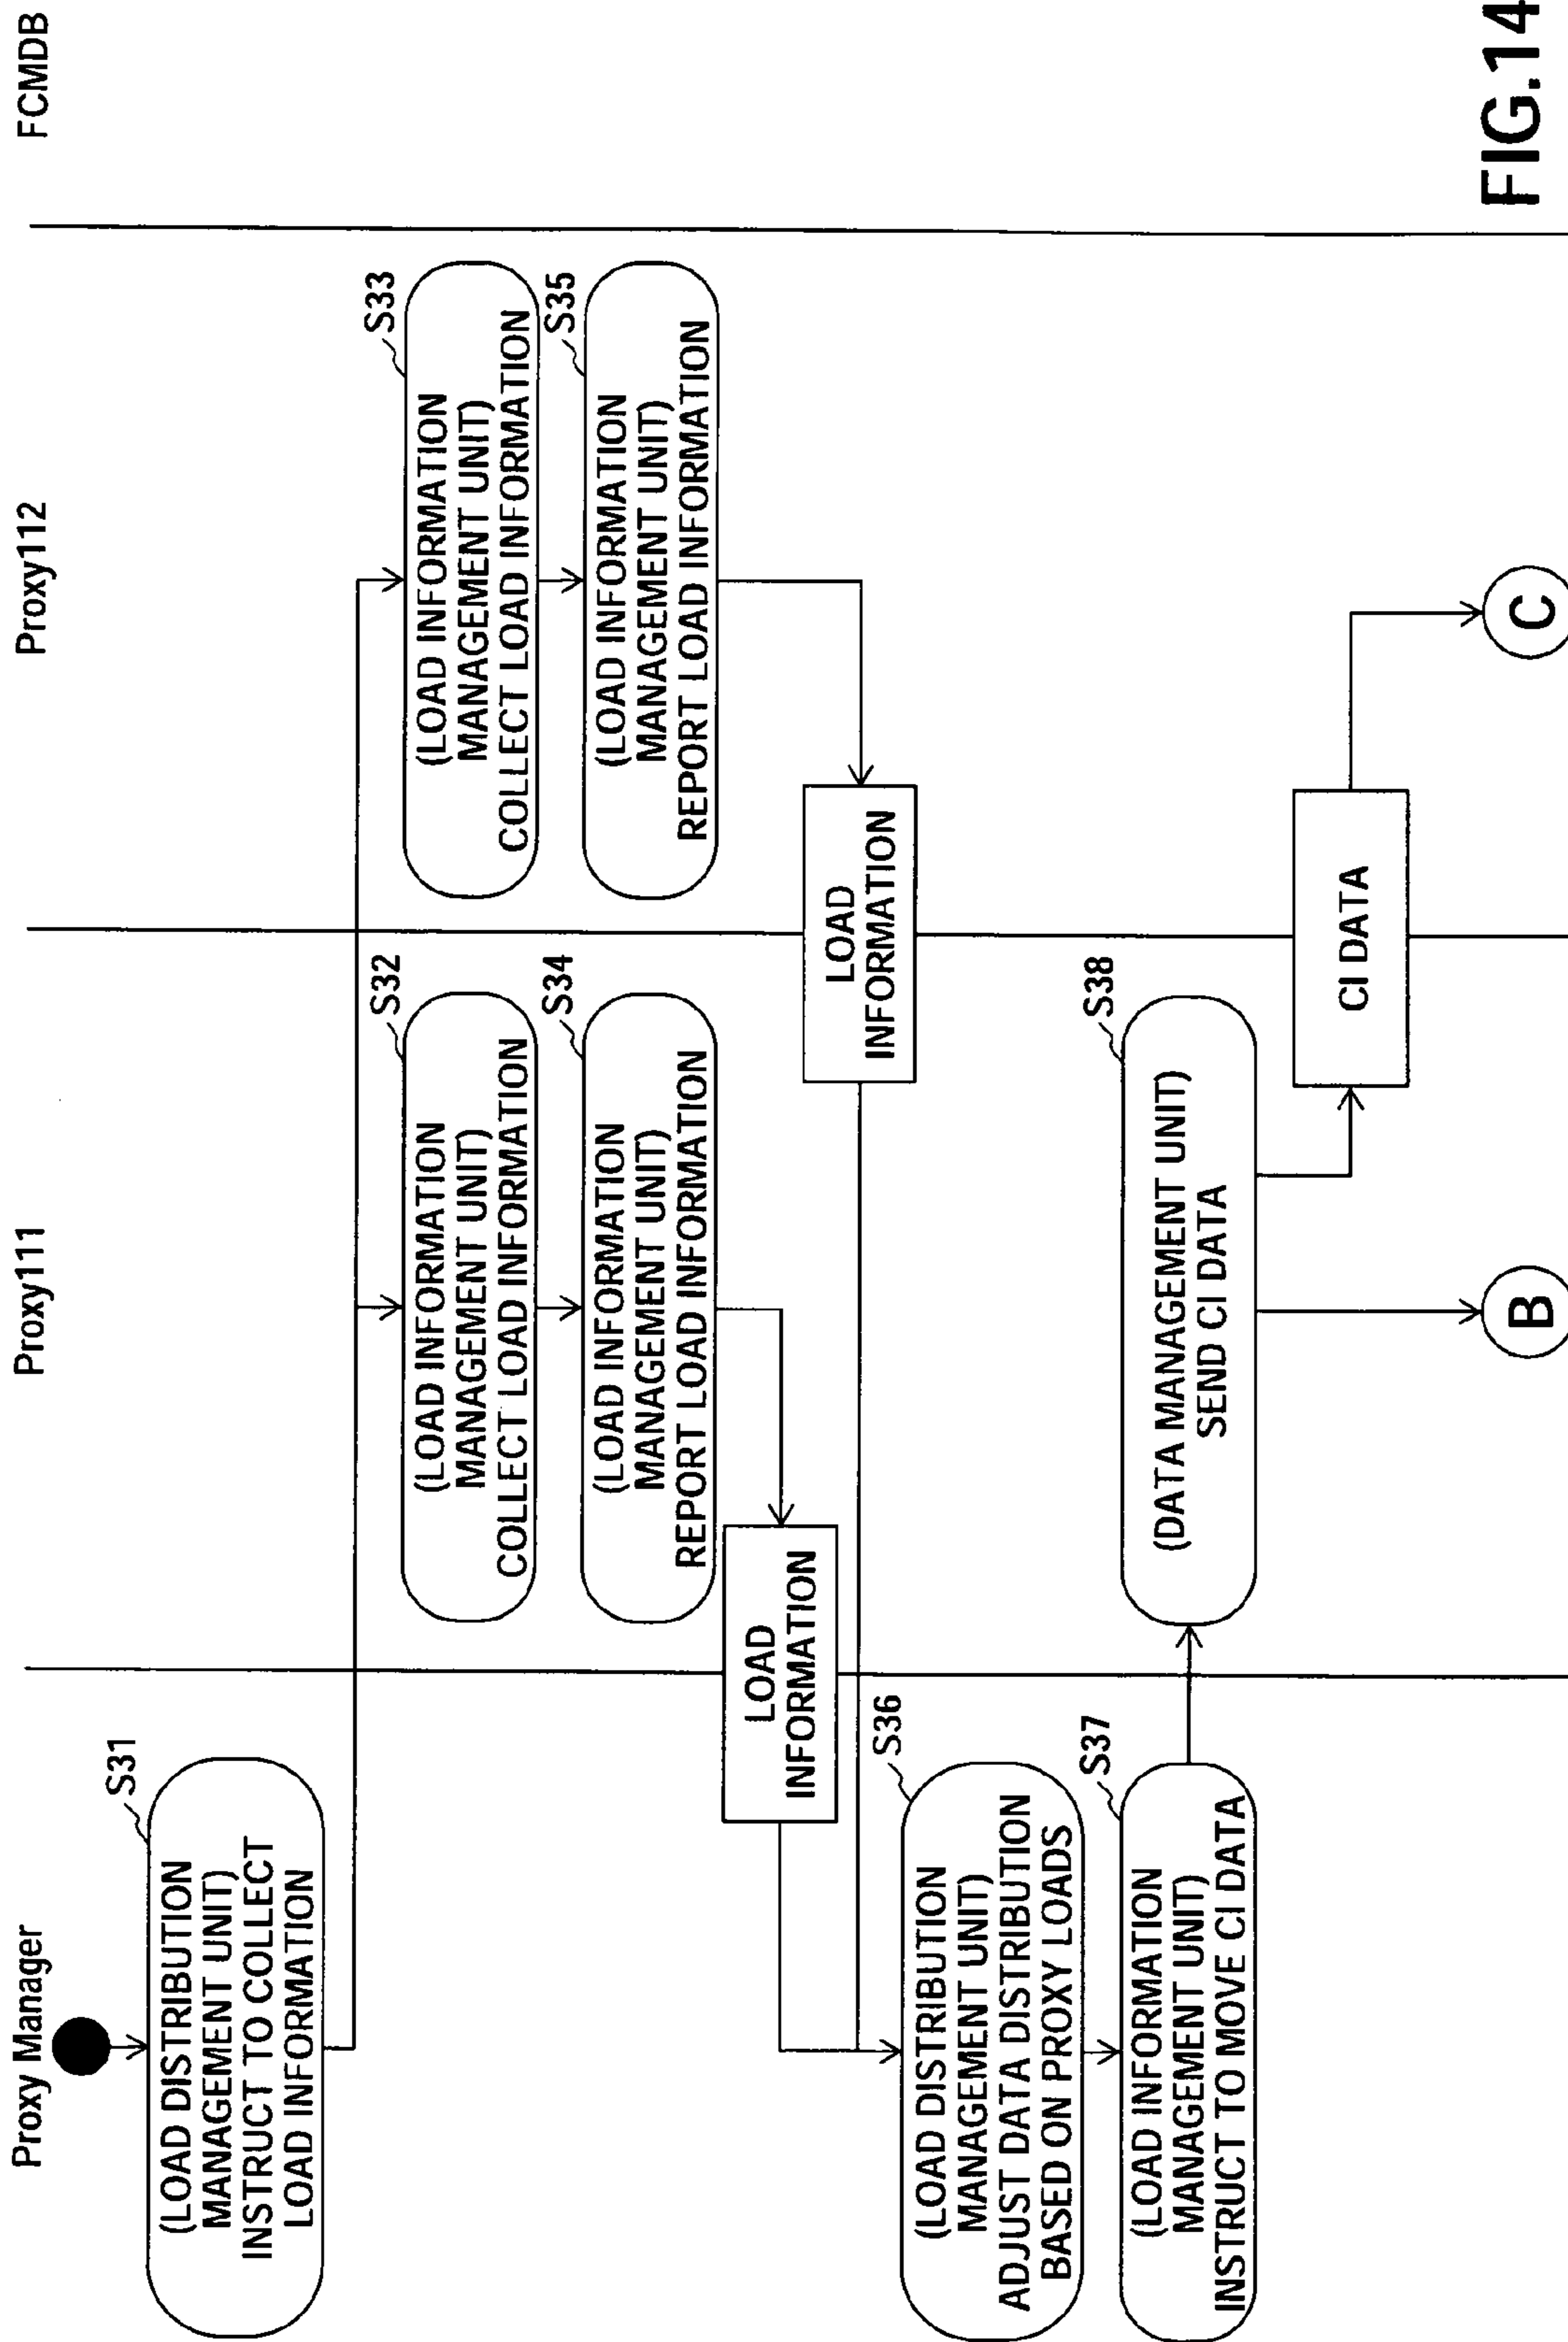 Proxy Manager
Proxy111
Proxy112
FCMDB
S31
(LOAD DISTRIBUTION
MANAGEMENT UNIT)
INSTRUCT TO COLLECT
LOAD INFORMATION
S32
(LOAD INFORMATION
MANAGEMENT UNIT)
COLLECT LOAD INFORMATION
S33
(LOAD INFORMATION
MANAGEMENT UNIT)
COLLECT LOAD INFORMATION
S34
(LOAD INFORMATION
MANAGEMENT UNIT)
REPORT LOAD INFORMATION
S35
(LOAD INFORMATION
MANAGEMENT UNIT)
REPORT LOAD INFORMATION
LOAD
INFORMATION
LOAD
INFORMATION
S36
(LOAD DISTRIBUTION
MANAGEMENT UNIT)
ADJUST DATA DISTRIBUTION
BASED ON PROXY LOADS
S37
(LOAD INFORMATION
MANAGEMENT UNIT)
INSTRUCT TO MOVE CI DATA
S38
(DATA MANAGEMENT UNIT)
SEND CI DATA
CI DATA
B
C
FIG.14